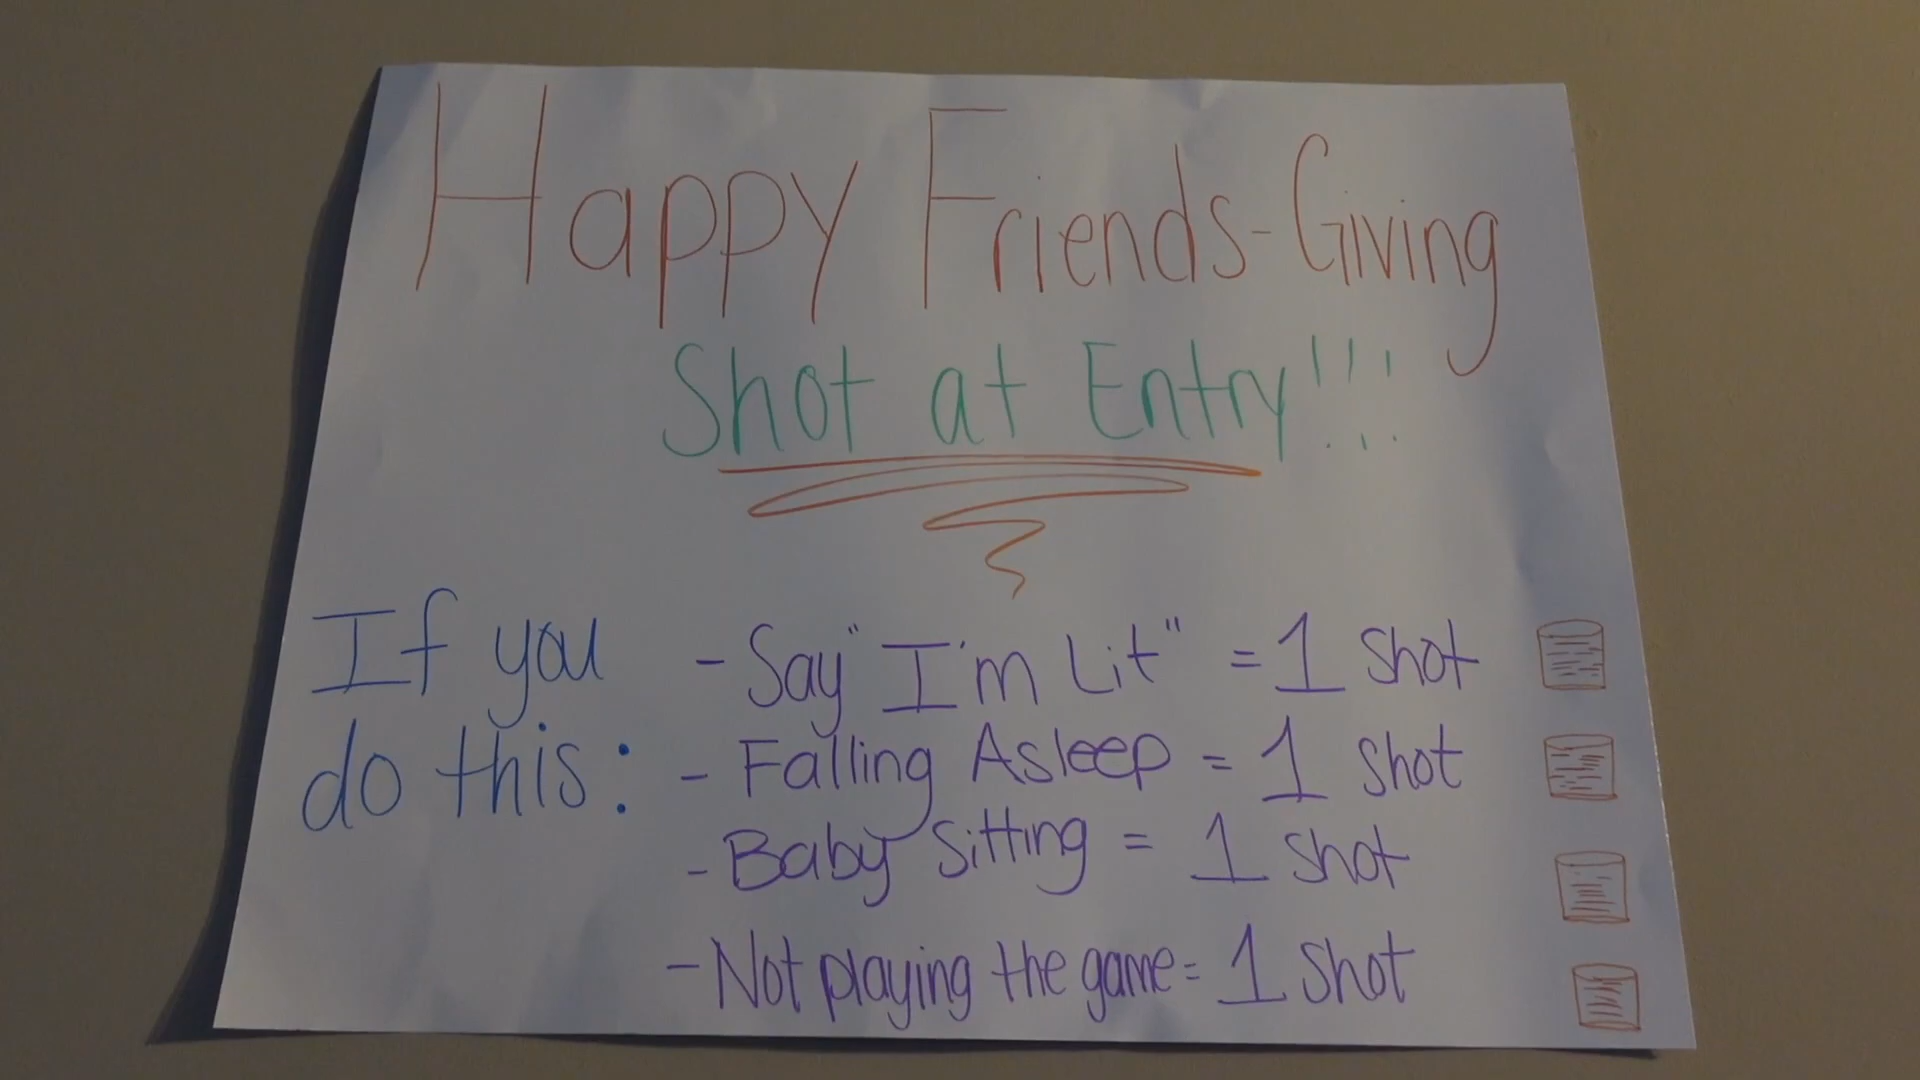 Happy Friends-Giving
Shot at Entry!!!
If you
do this:
- Say "I'm Lit" = 1 Shot
- Falling Asleep = 1 Shot
- Baby Sitting = 1 Shot
- Not playing the game = 1 Shot